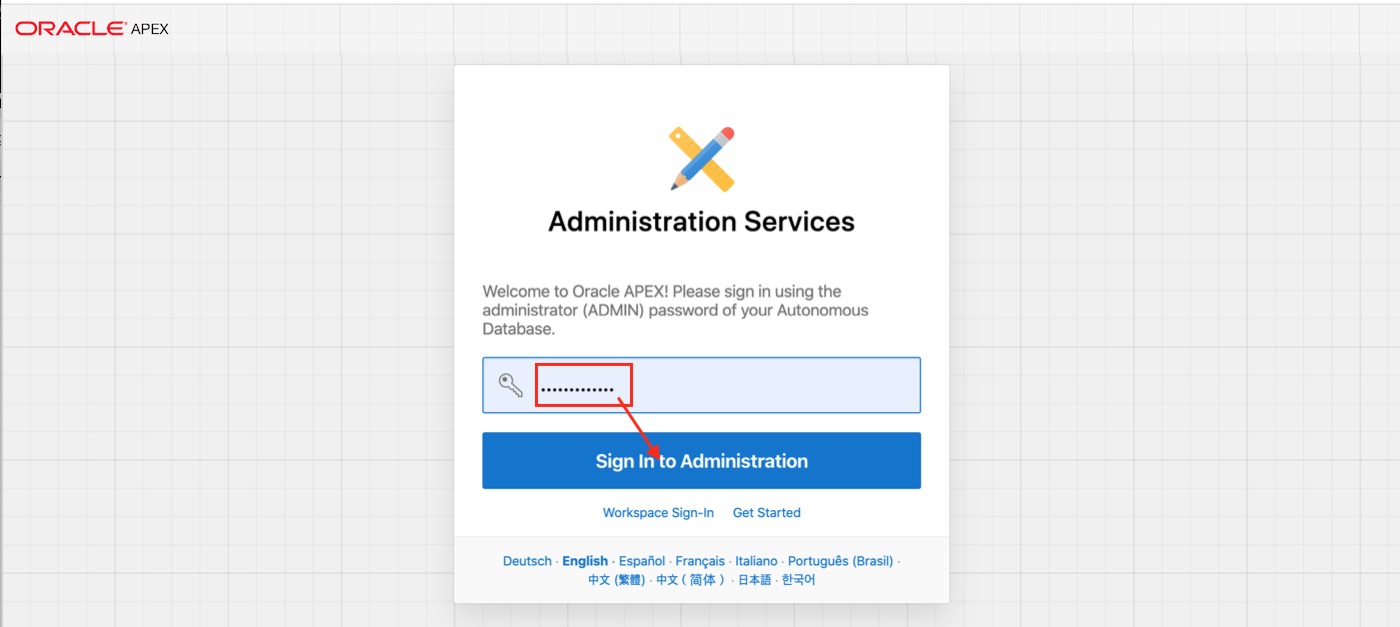 ORACLE APEX
Administration Services
Welcome to Oracle APEX! Please sign in using the
administrator (ADMIN) password of your Autonomous
Database.
•••••••••••••
Sign In to Administration
Workspace Sign-In Get Started
Deutsch · English · Español · Français · Italiano · Português (Brasil) ·
中文 (繁體) · 中文 ( 简体 ) · 日本語 · 한국어